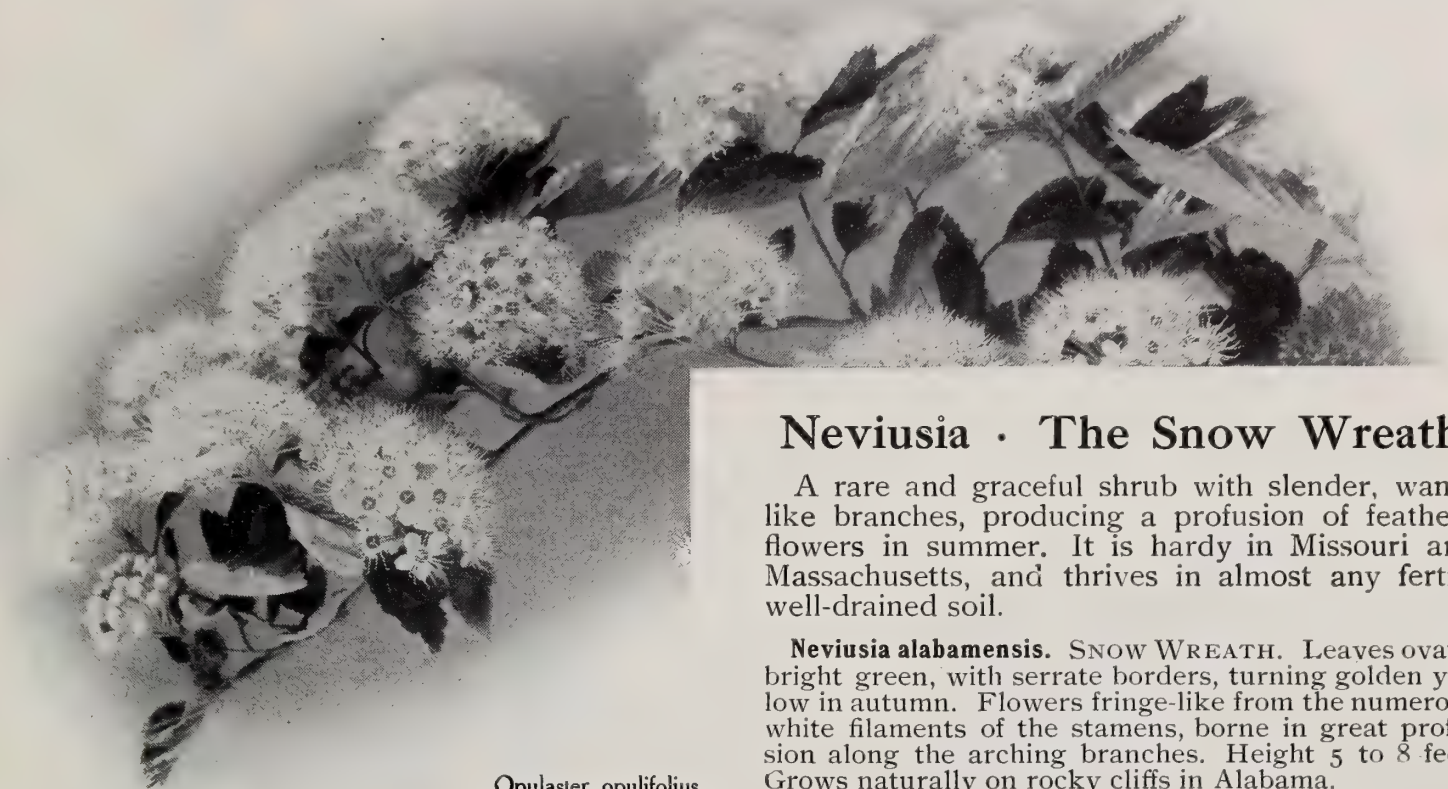 Neviusia · The Snow Wreath
A rare and graceful shrub with slender,
like branches, producing a profusion of
flowers in summer. It is hardy in Missouri
Massachusetts, and thrives in almost any
well-drained soil.
Neviusia alabamensis. SNOW WREATH. Leaves
bright green, with serrate borders, turning golden
low in autumn. Flowers fringe-like from the
white filaments of the stamens, borne in great
sion along the arching branches. Height 5 to 8
Grows naturally on rocky cliffs in Alabama.
Opulaster opulifolius